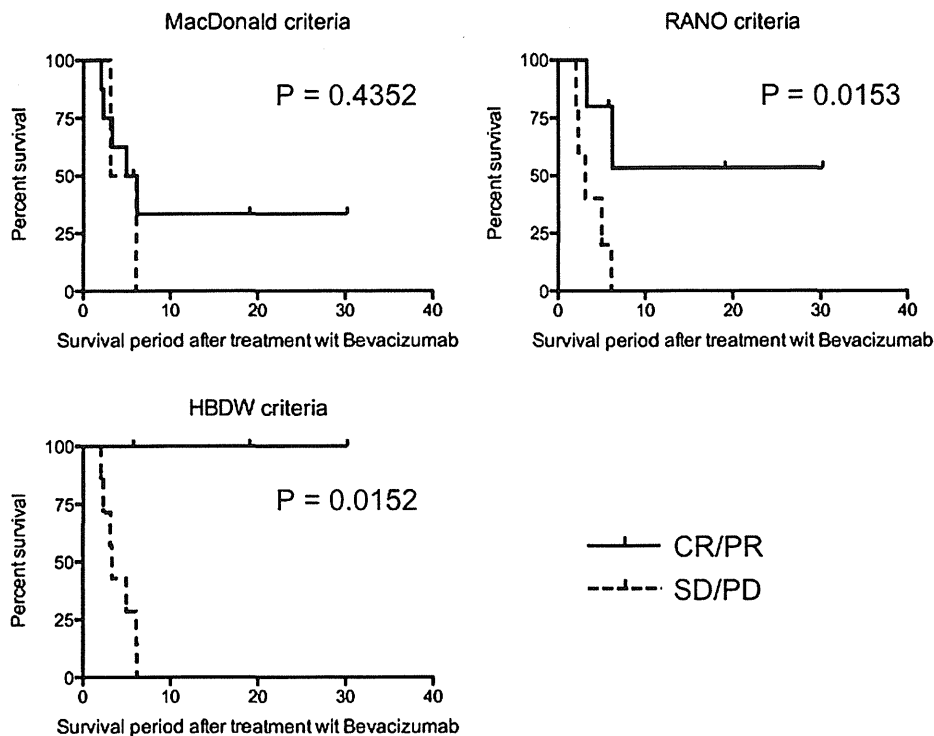 MacDonald criteria
Percent survival
100
75
50
25
0
P = 0.4352
0 10 20 30 40
Survival period after treatment wit Bevacizumab
RANO criteria
Percent survival
100
75
50
25
0
P = 0.0153
0 10 20 30 40
Survival period after treatment wit Bevacizumab
HBDW criteria
Percent survival
100
75
50
25
0
P = 0.0152
0 10 20 30 40
Survival period after treatment wit Bevacizumab
CR/PR
SD/PD